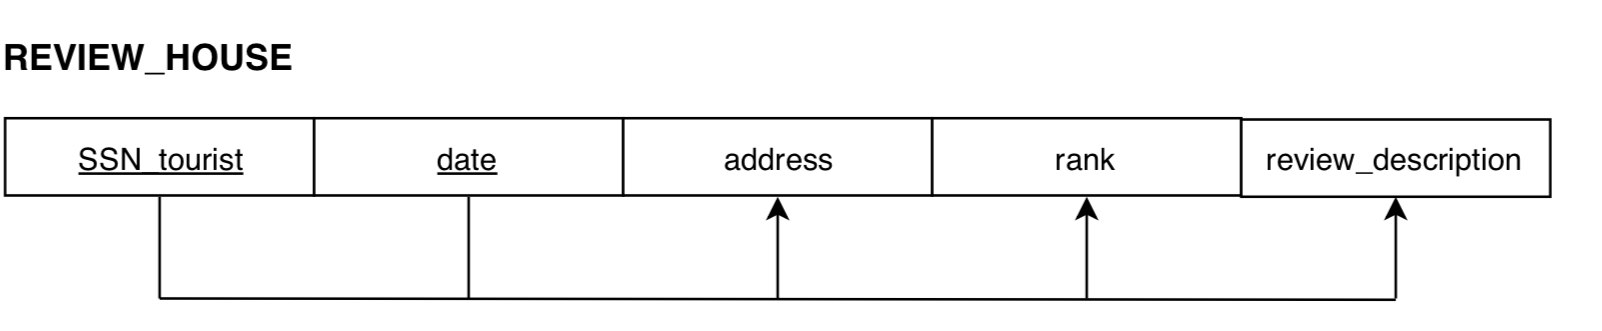 REVIEW_HOUSE
SSN_tourist date address rank review_description